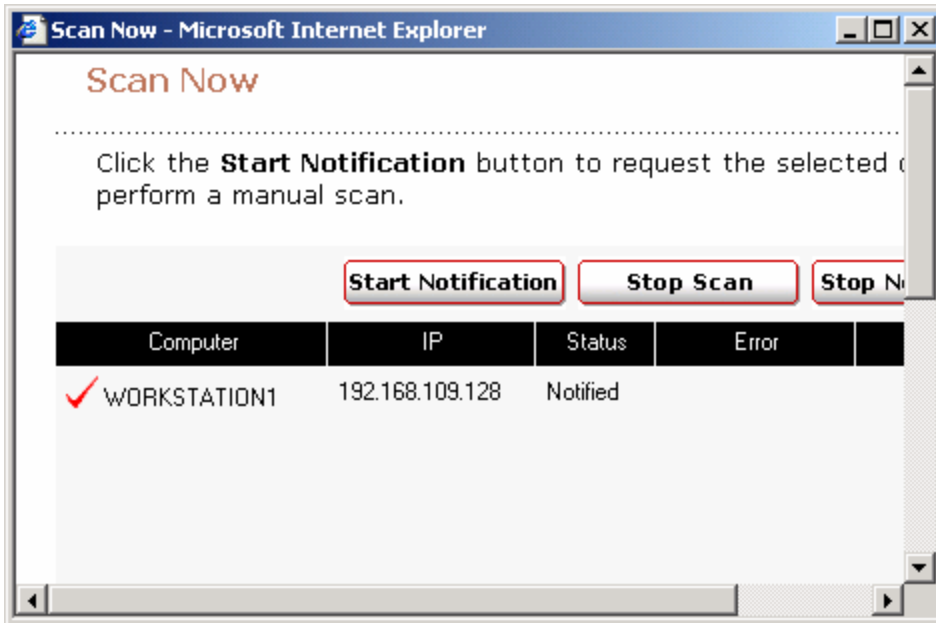 Scan Now - Microsoft Internet Explorer
Scan Now
Click the Start Notification button to request the selected
perform a manual scan.
Start Notification Stop Scan Stop
Computer IP Status Error
WORKSTATION1 192.168.109.128 Notified